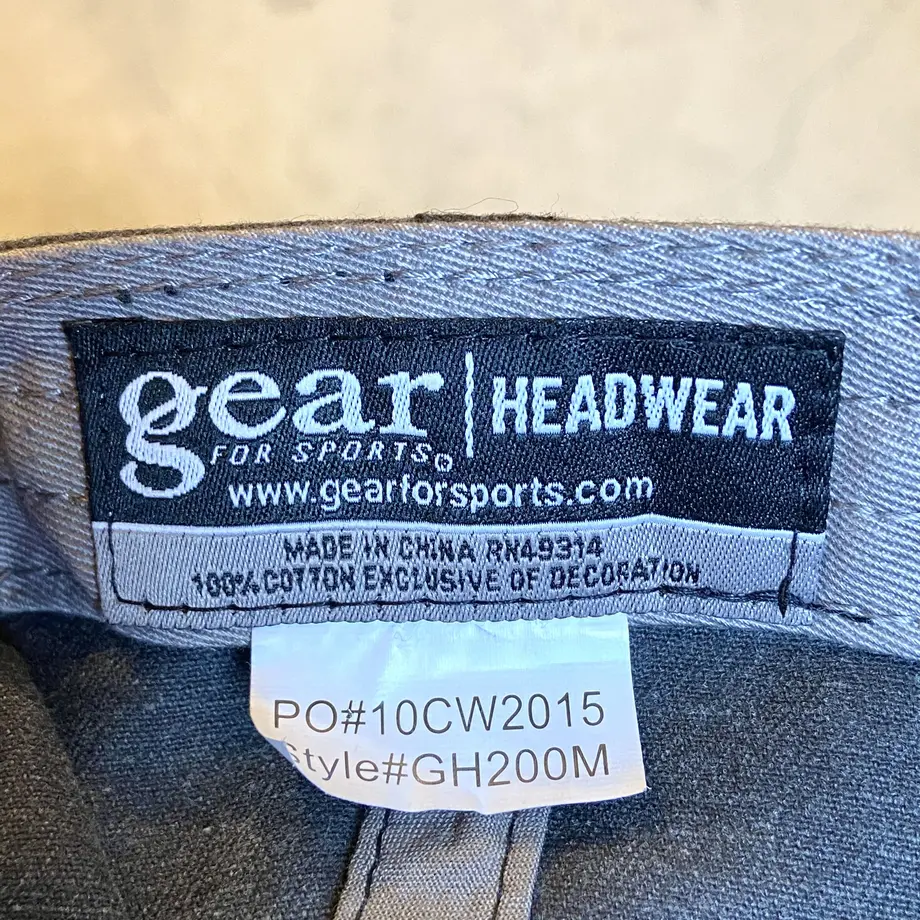 gear | HEADWEAR
FOR SPORTS®
www.gearforsports.com
MADE IN CHINA RN49314
100% COTTON EXCLUSIVE OF DECORATION
PO#10CW2015
Style#GH200M